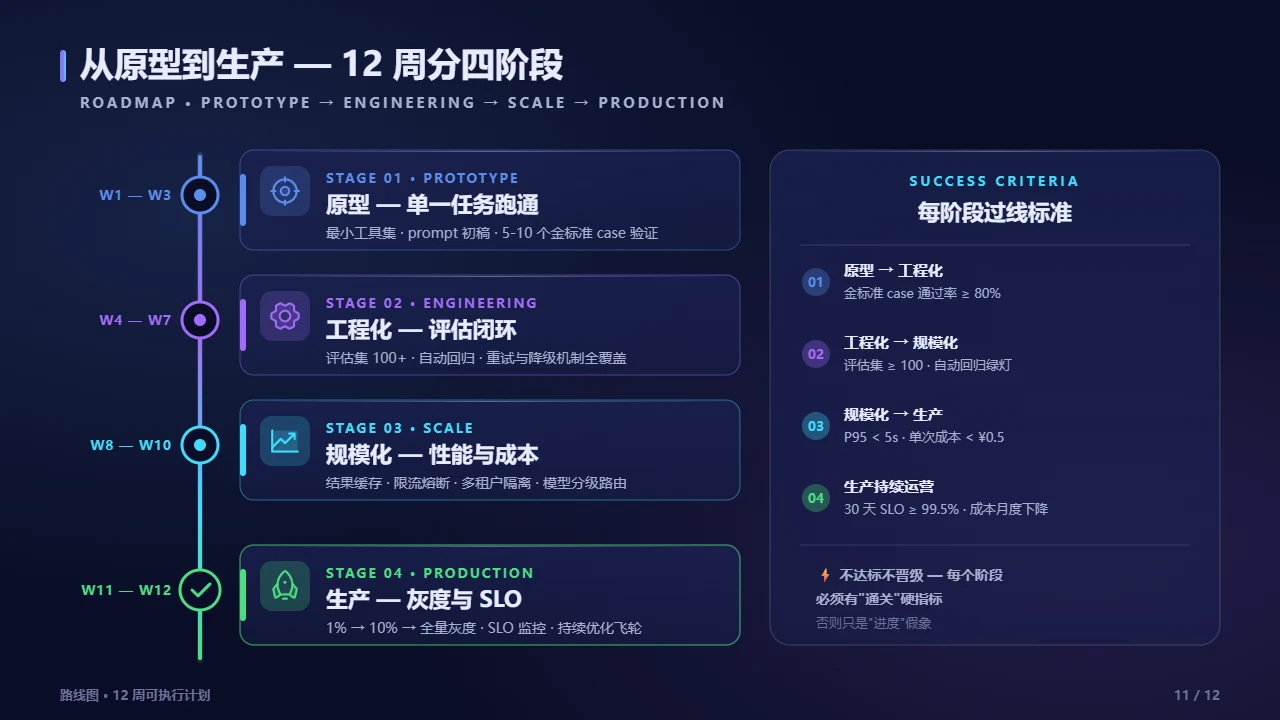 从原型到生产 — 12 周分四阶段
ROADMAP • PROTOTYPE → ENGINEERING → SCALE → PRODUCTION
W1 — W3
STAGE 01 • PROTOTYPE
原型 — 单一任务跑通
最小工具集 · prompt 初稿 · 5-10 个金标准 case 验证
W4 — W7
STAGE 02 • ENGINEERING
工程化 — 评估闭环
评估集 100+ · 自动回归 · 重试与降级机制全覆盖
W8 — W10
STAGE 03 • SCALE
规模化 — 性能与成本
结果缓存 · 限流熔断 · 多租户隔离 · 模型分级路由
W11 — W12
STAGE 04 • PRODUCTION
生产 — 灰度与 SLO
1% → 10% → 全量灰度 · SLO 监控 · 持续优化飞轮
SUCCESS CRITERIA
每阶段过线标准
01
原型 → 工程化
金标准 case 通过率 ≥ 80%
02
工程化 → 规模化
评估集 ≥ 100 · 自动回归绿灯
03
规模化 → 生产
P95 < 5s · 单次成本 < ¥0.5
04
生产持续运营
30 天 SLO ≥ 99.5% · 成本月度下降
不达标不晋级 — 每个阶段
必须有"通关"硬指标
否则只是"进度"假象
路线图 • 12 周可执行计划
11 / 12